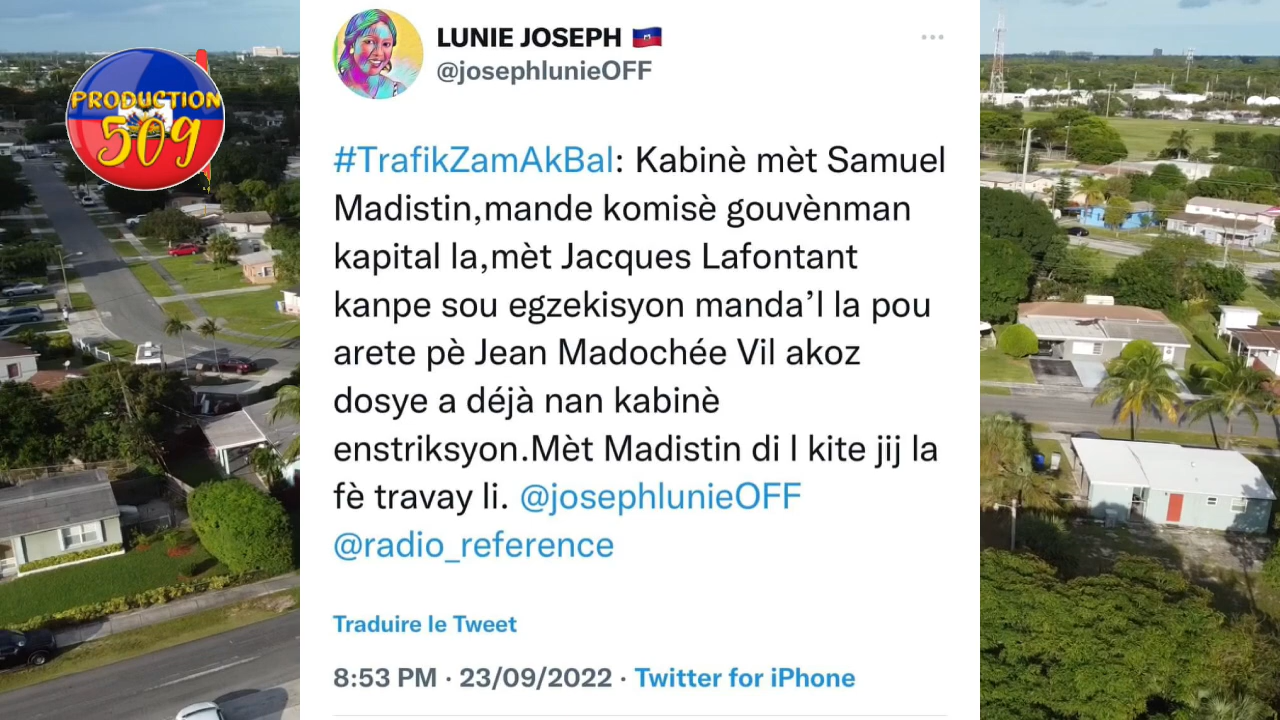 PRODUCTION
509
LUNIE JOSEPH 🇭🇹
@josephlunieOFF
#TrafikZamAkBal: Kabinè mèt Samuel
Madistin,mande komisè gouvènman
kapital la,mèt Jacques Lafontant
kanpe sou egzekisyon manda’l la pou
arete pè Jean Madochée Vil akoz
dosye a déjà nan kabinè
enstriksyon.Mèt Madistin di l kite jij la
fè travay li. @josephlunieOFF
@radio_reference
Traduire le Tweet
8:53 PM · 23/09/2022 · Twitter for iPhone